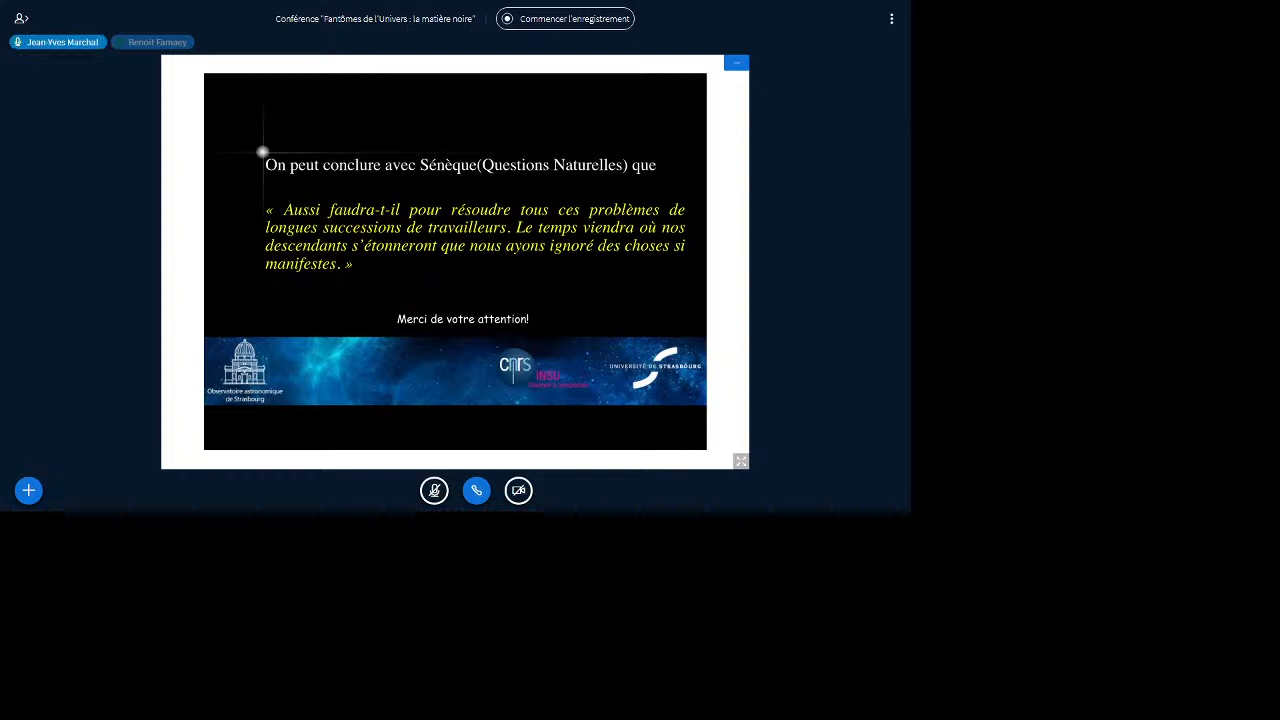 Conférence "Fantômes de l'Univers : la matière noire"
Commencer l'enregistrement
Jean-Yves Marchal
Benoit Famaey
On peut conclure avec Sénèque(Questions Naturelles) que
« Aussi faudra-t-il pour résoudre tous ces problèmes de
longues successions de travailleurs. Le temps viendra où nos
descendants s'étonneront que nous ayons ignoré des choses si
manifestes. »
Merci de votre attention!
Observatoire astronomique
de Strasbourg
cnrs
INSU
UNIVERSITÉ DE STRASBOURG